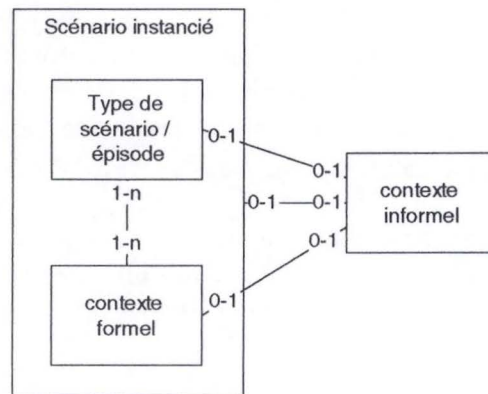 Scénario instancié
Type de
scénario /
épisode
0-1
0-1
1-n
0-1
0-1
contexte
informel
1-n
0-1
0-1
contexte
formel